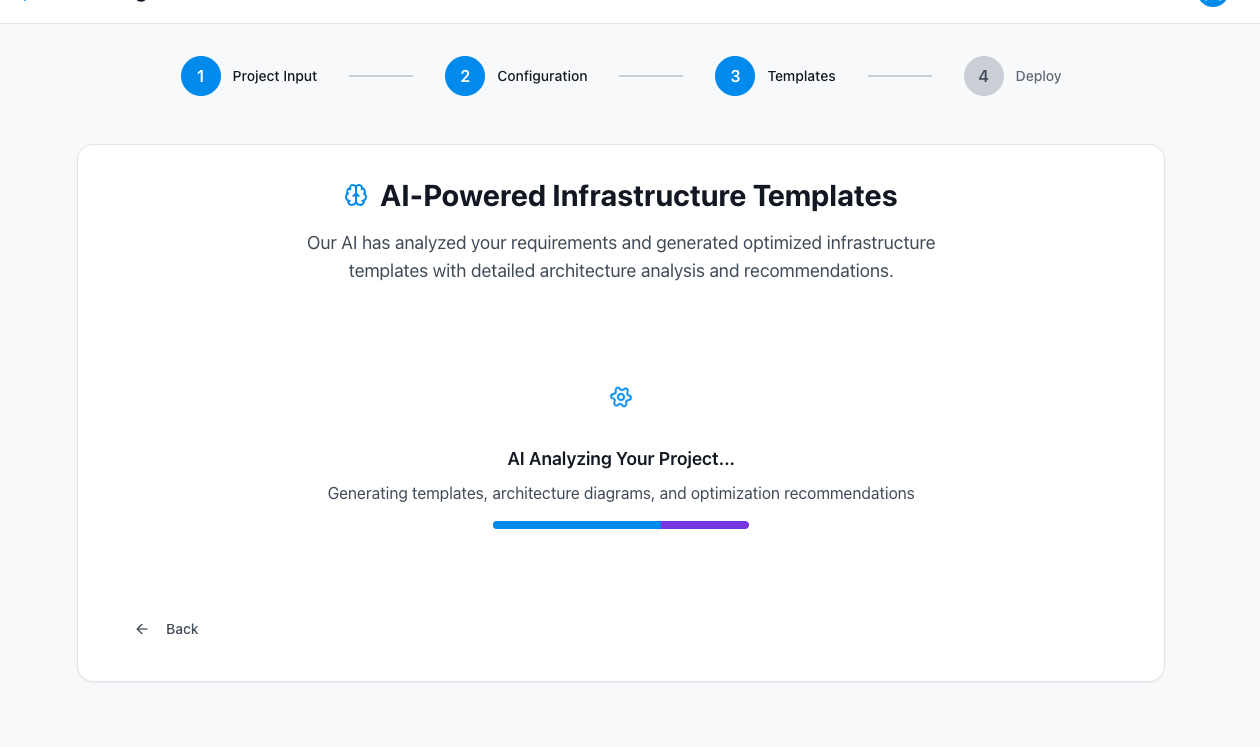 1 Project Input
2 Configuration
3 Templates
4 Deploy
AI-Powered Infrastructure Templates
Our AI has analyzed your requirements and generated optimized infrastructure
templates with detailed architecture analysis and recommendations.
AI Analyzing Your Project...
Generating templates, architecture diagrams, and optimization recommendations
Back